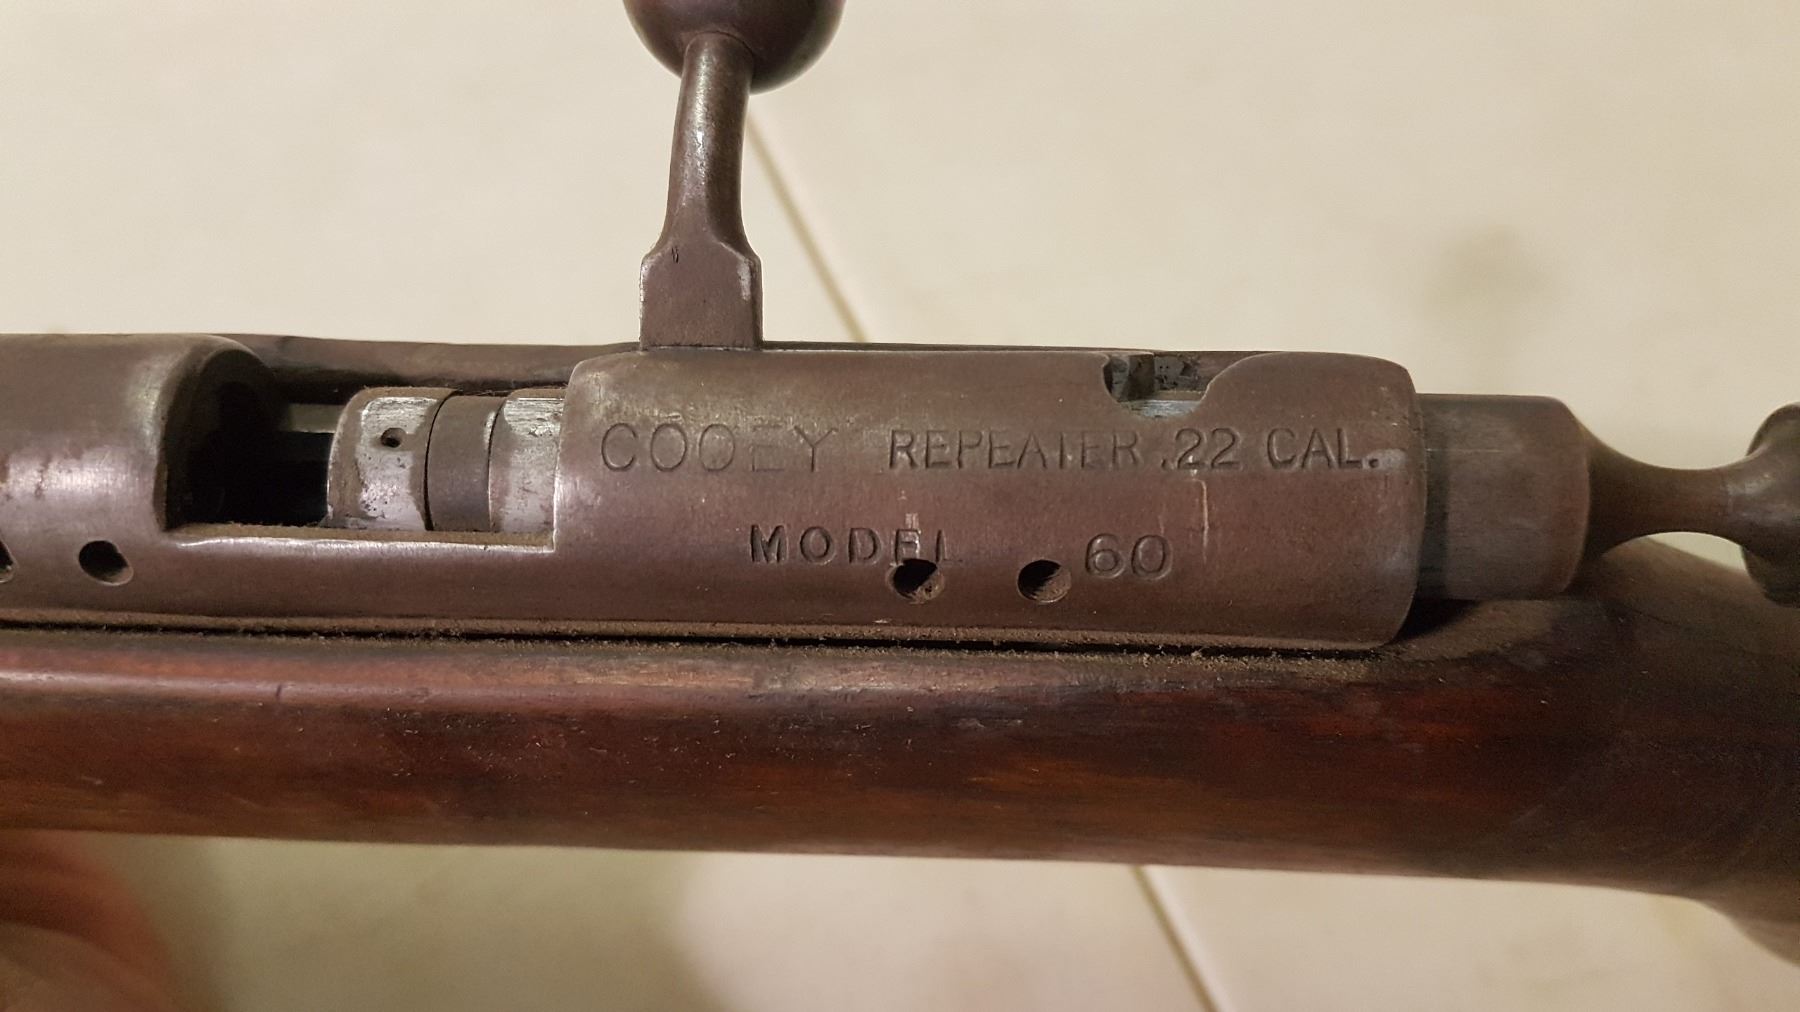 COOEY REPEATER .22 CAL.
MODEL 60